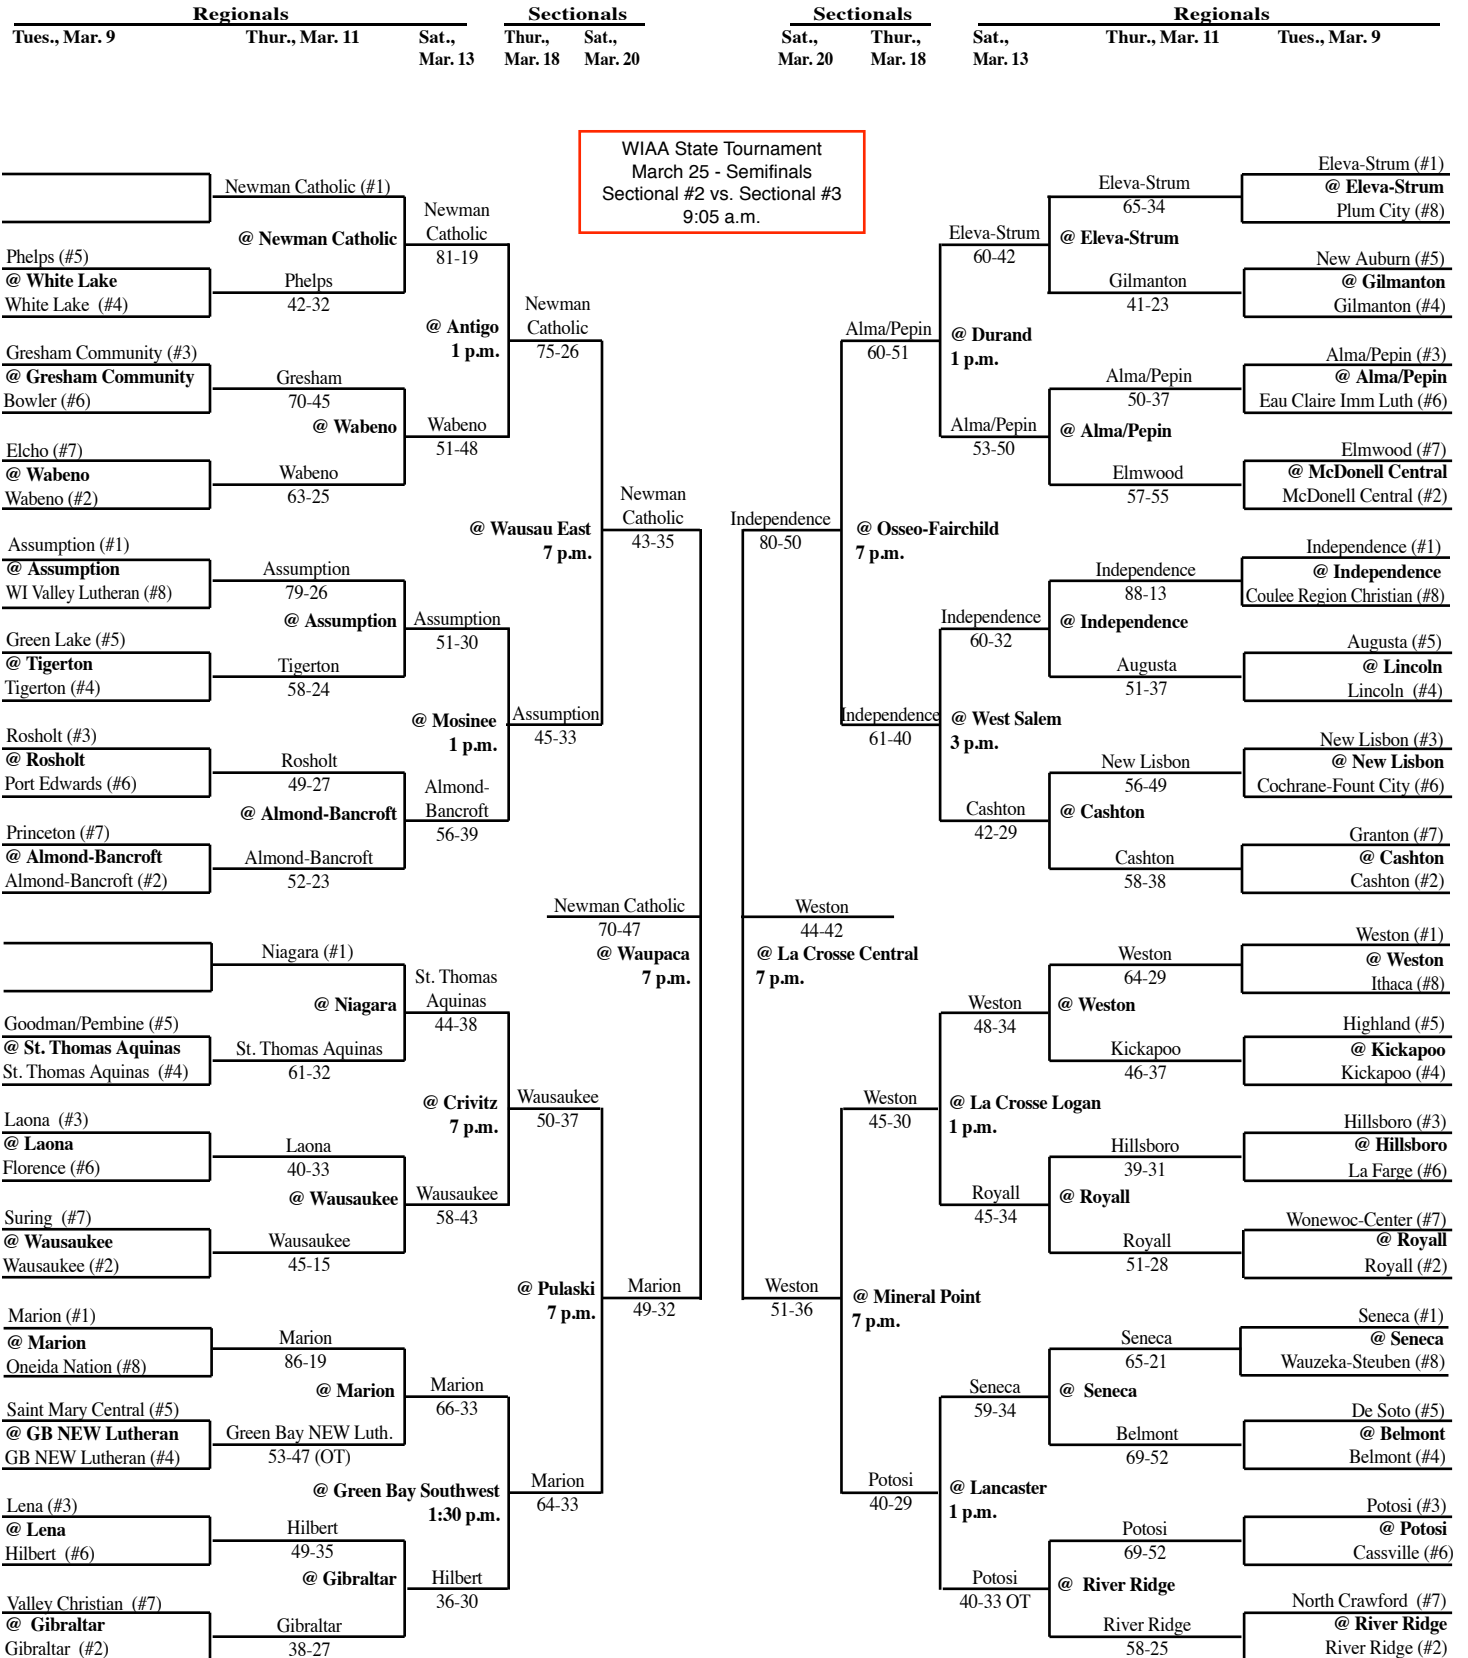 Regionals
Sectionals
Sectionals
Regionals
Tues., Mar. 9
Thur., Mar. 11
Sat.,
Mar. 13
Thur.,
Mar. 18
Sat.,
Mar. 20
Sat.,
Mar. 20
Thur.,
Mar. 18
Sat.,
Mar. 13
Thur., Mar. 11
Tues., Mar. 9
WIAA State Tournament
March 25 - Semifinals
Sectional #2 vs. Sectional #3
9:05 a.m.
Phelps (#5)
@ White Lake
White Lake (#4)
Gresham Community (#3)
@ Gresham Community
Bowler (#6)
Elcho (#7)
@ Wabeno
Wabeno (#2)
Assumption (#1)
@ Assumption
WI Valley Lutheran (#8)
Green Lake (#5)
@ Tigerton
Tigerton (#4)
Rosholt (#3)
@ Rosholt
Port Edwards (#6)
Princeton (#7)
@ Almond-Bancroft
Almond-Bancroft (#2)
Goodman/Pembine (#5)
@ St. Thomas Aquinas
St. Thomas Aquinas (#4)
Laona (#3)
@ Laona
Florence (#6)
Suring (#7)
@ Wausaukee
Wausaukee (#2)
Marion (#1)
@ Marion
Oneida Nation (#8)
Saint Mary Central (#5)
@ GB NEW Lutheran
GB NEW Lutheran (#4)
Lena (#3)
@ Lena
Hilbert (#6)
Valley Christian (#7)
@ Gibraltar
Gibraltar (#2)
Newman Catholic (#1)
@ Newman Catholic
Phelps
42-32
Gresham
70-45
@ Wabeno
Wabeno
63-25
Assumption
79-26
@ Assumption
Tigerton
58-24
Rosholt
49-27
@ Almond-Bancroft
Almond-Bancroft
52-23
Niagara (#1)
@ Niagara
St. Thomas Aquinas
61-32
Laona
40-33
@ Wausaukee
Wausaukee
45-15
Marion
86-19
@ Marion
Green Bay NEW Luth.
53-47 (OT)
Hilbert
49-35
@ Gibraltar
Gibraltar
38-27
Newman
Catholic
81-19
@ Antigo
1 p.m.
Wabeno
51-48
Assumption
51-30
@ Mosinee
1 p.m.
Almond-
Bancroft
56-39
St. Thomas
Aquinas
44-38
@ Crivitz
7 p.m.
Wausaukee
58-43
Marion
66-33
@ Green Bay Southwest
1:30 p.m.
Hilbert
36-30
Newman
Catholic
75-26
@ Wausau East
7 p.m.
Assumption
45-33
Wausaukee
50-37
@ Pulaski
7 p.m.
Marion
64-33
Newman
Catholic
43-35
Newman Catholic
70-47
@ Waupaca
7 p.m.
Marion
49-32
Independence
80-50
Weston
44-42
@ La Crosse Central
7 p.m.
Weston
51-36
Alma/Pepin
60-51
@ Osseo-Fairchild
7 p.m.
Independence
61-40
Weston
45-30
@ Mineral Point
7 p.m.
Potosi
40-29
Eleva-Strum
60-42
@ Durand
1 p.m.
Alma/Pepin
53-50
Independence
60-32
@ West Salem
3 p.m.
Cashton
42-29
Weston
48-34
@ La Crosse Logan
1 p.m.
Royall
45-34
Seneca
59-34
@ Lancaster
1 p.m.
Potosi
40-33 OT
Eleva-Strum
65-34
@ Eleva-Strum
Gilmanton
41-23
Alma/Pepin
50-37
@ Alma/Pepin
Elmwood
57-55
Independence
88-13
@ Independence
Augusta
51-37
New Lisbon
56-49
@ Cashton
Cashton
58-38
Weston
64-29
@ Weston
Kickapoo
46-37
Hillsboro
39-31
@ Royall
Royall
51-28
Seneca
65-21
@ Seneca
Belmont
69-52
Potosi
69-52
@ River Ridge
River Ridge
58-25
Eleva-Strum (#1)
@ Eleva-Strum
Plum City (#8)
New Auburn (#5)
@ Gilmanton
Gilmanton (#4)
Alma/Pepin (#3)
@ Alma/Pepin
Eau Claire Imm Luth (#6)
Elmwood (#7)
@ McDonell Central
McDonell Central (#2)
Independence (#1)
@ Independence
Coulee Region Christian (#8)
Augusta (#5)
@ Lincoln
Lincoln (#4)
New Lisbon (#3)
@ New Lisbon
Cochrane-Fount City (#6)
Granton (#7)
@ Cashton
Cashton (#2)
Weston (#1)
@ Weston
Ithaca (#8)
Highland (#5)
@ Kickapoo
Kickapoo (#4)
Hillsboro (#3)
@ Hillsboro
La Farge (#6)
Wonewoc-Center (#7)
@ Royall
Royall (#2)
Seneca (#1)
@ Seneca
Wauzeka-Steuben (#8)
De Soto (#5)
@ Belmont
Belmont (#4)
Potosi (#3)
@ Potosi
Cassville (#6)
North Crawford (#7)
@ River Ridge
River Ridge (#2)